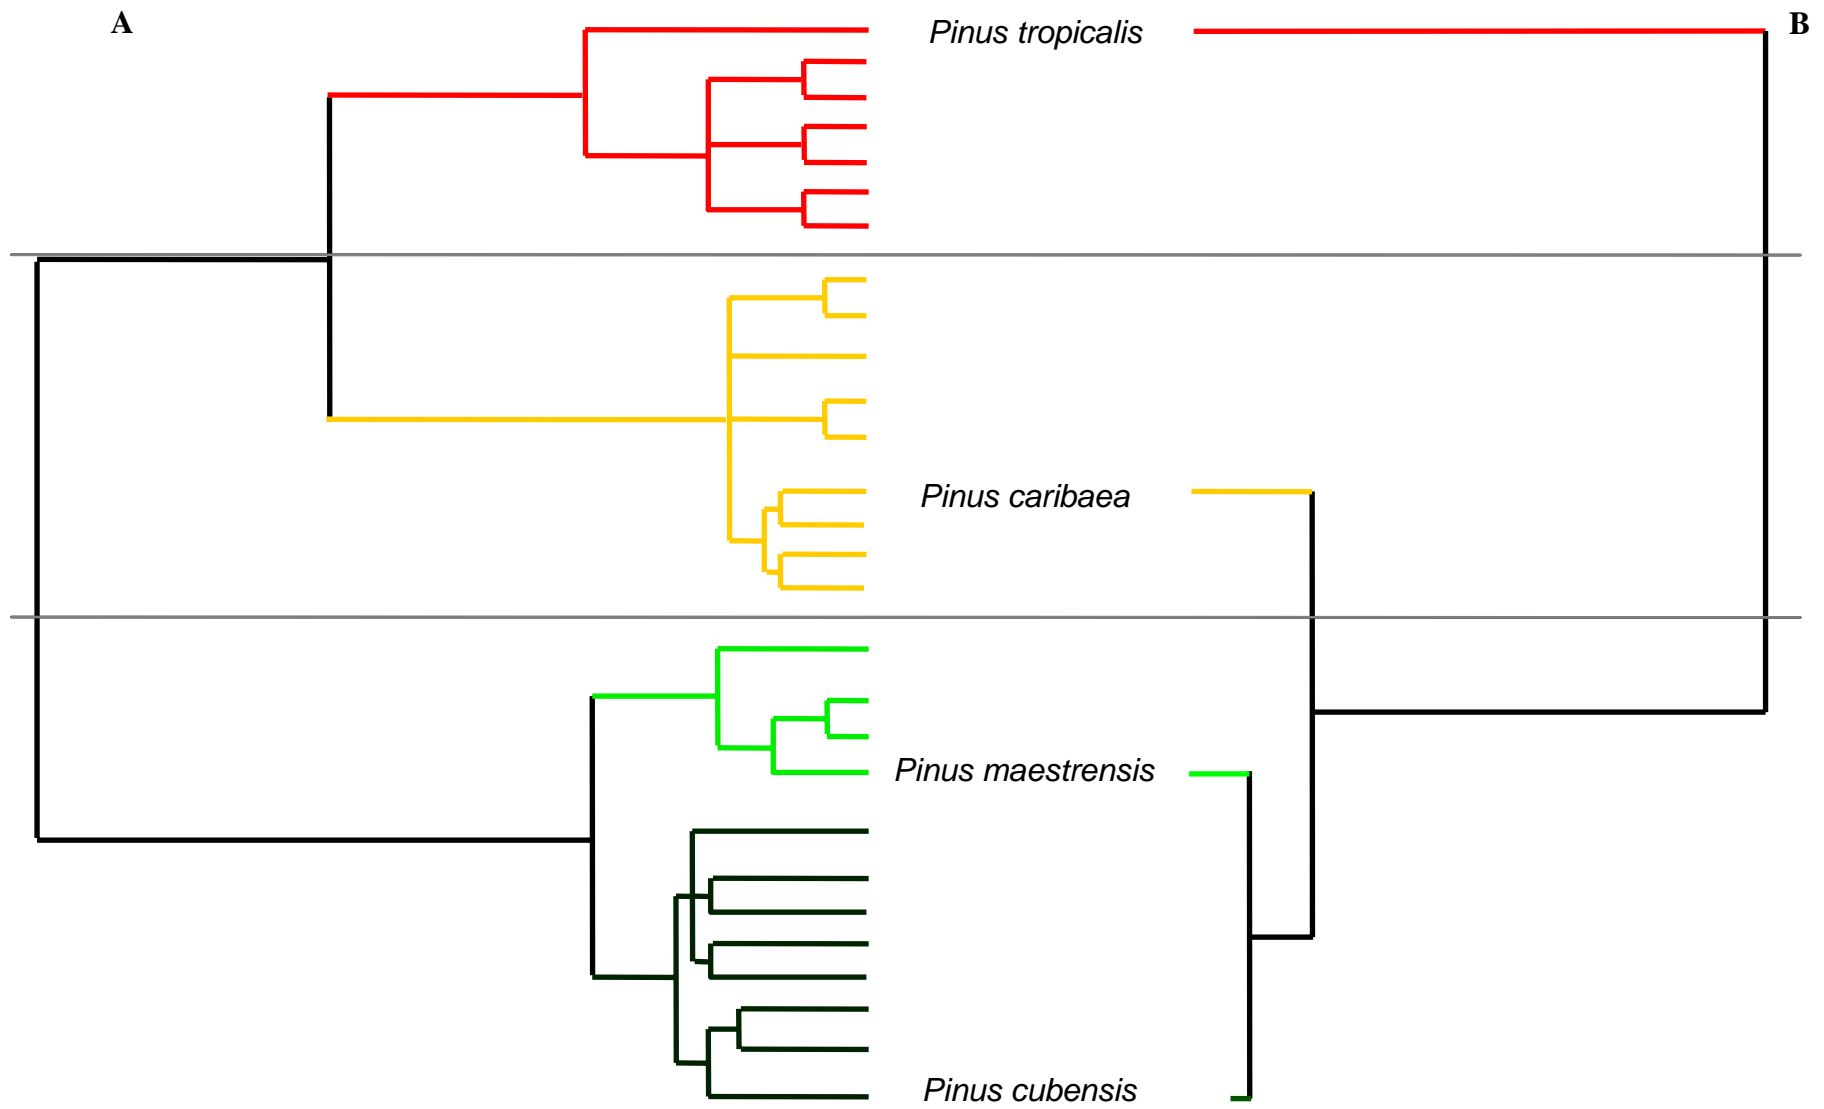 A
Pinus tropicalis
B
Pinus caribaea
Pinus maestrensis
Pinus cubensis